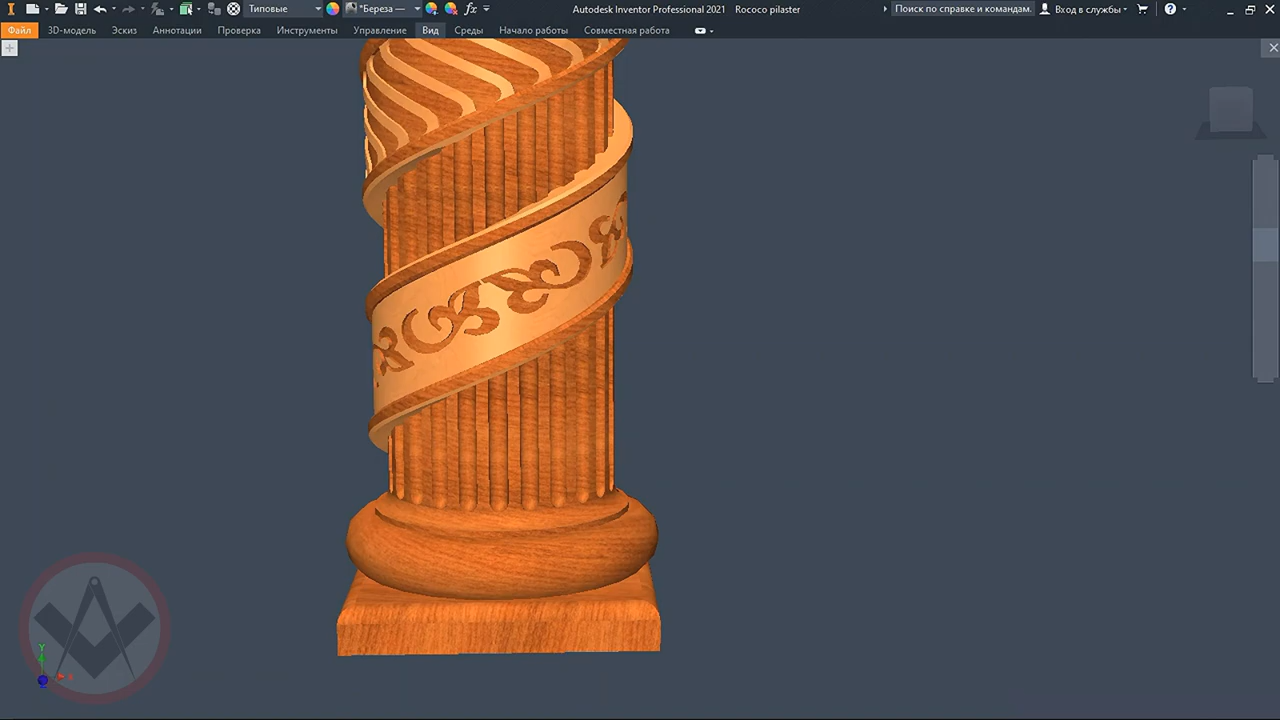 Типовые *Береза — fx Autodesk Inventor Professional 2021 Rococo pilaster Поиск по справке и командам. Вход в службы
Файл 3D-модель Эскиз Аннотации Проверка Инструменты Управление Вид Среды Начало работы Совместная работа
Y
X